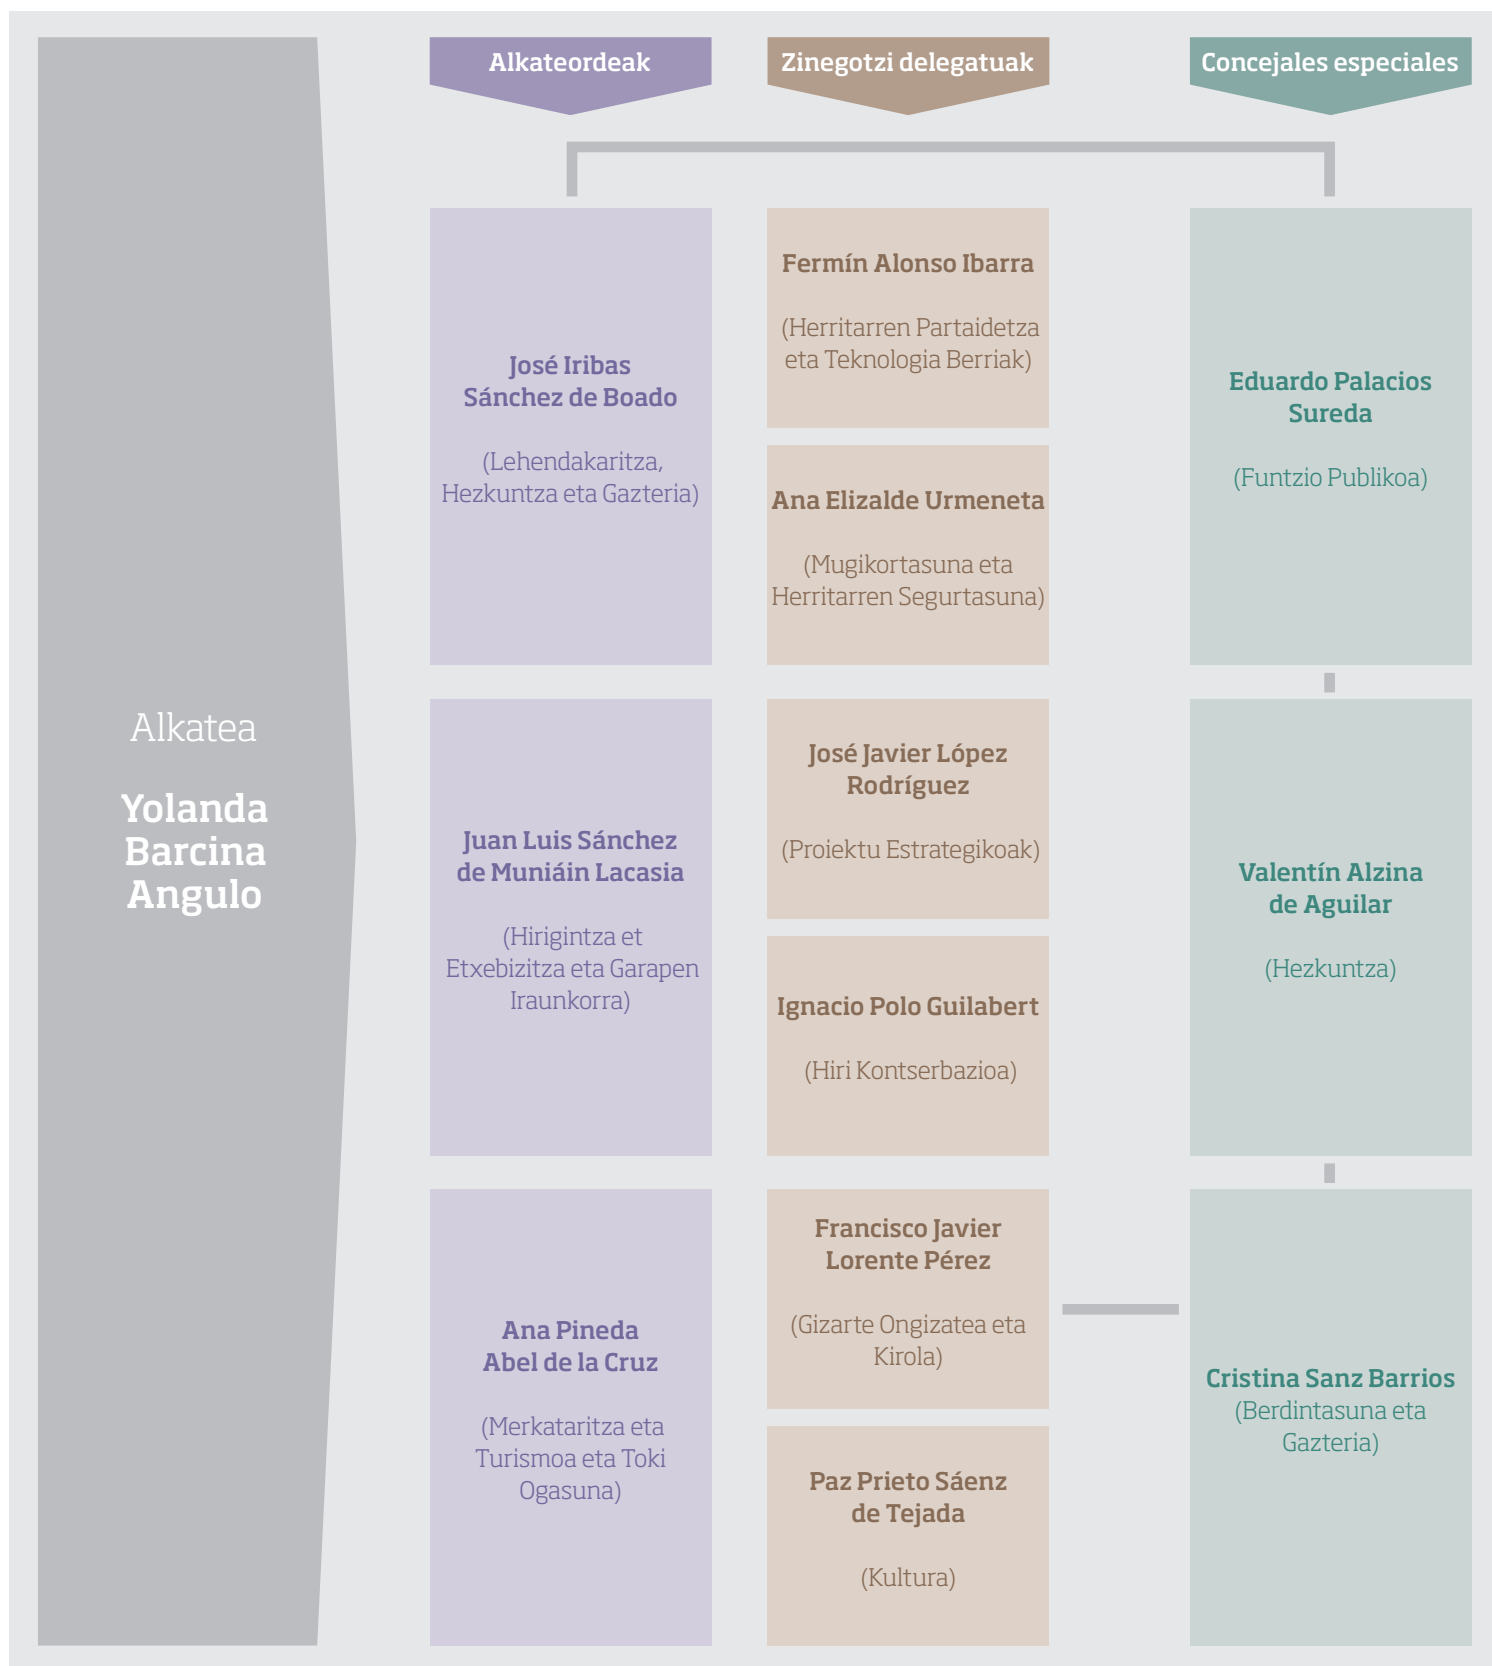 Alkatea
Yolanda
Barcina
Angulo
Alkateordeak
José Iribas
Sánchez de Boado
(Lehendakaritza,
Hezkuntza eta Gazteria)
Juan Luis Sánchez
de Muniáin Lacasia
(Hirigintza et
Etxebizitza eta Garapen
Iraunkorra)
Ana Pineda
Abel de la Cruz
(Merkataritza eta
Turismoa eta Toki
Ogasuna)
Zinegotzi delegatuak
Fermín Alonso Ibarra
(Herritarren Partaidetza
eta Teknologia Berriak)
Ana Elizalde Urmeneta
(Mugikortasuna eta
Herritarren Segurtasuna)
José Javier López
Rodríguez
(Proiektu Estrategikoak)
Ignacio Polo Guilabert
(Hiri Kontserbazioa)
Francisco Javier
Lorente Pérez
(Gizarte Ongizatea eta
Kirola)
Paz Prieto Sáenz
de Tejada
(Kultura)
Concejales especiales
Eduardo Palacios
Sureda
(Funtzio Publikoa)
Valentín Alzina
de Aguilar
(Hezkuntza)
Cristina Sanz Barrios
(Berdintasuna eta
Gazteria)